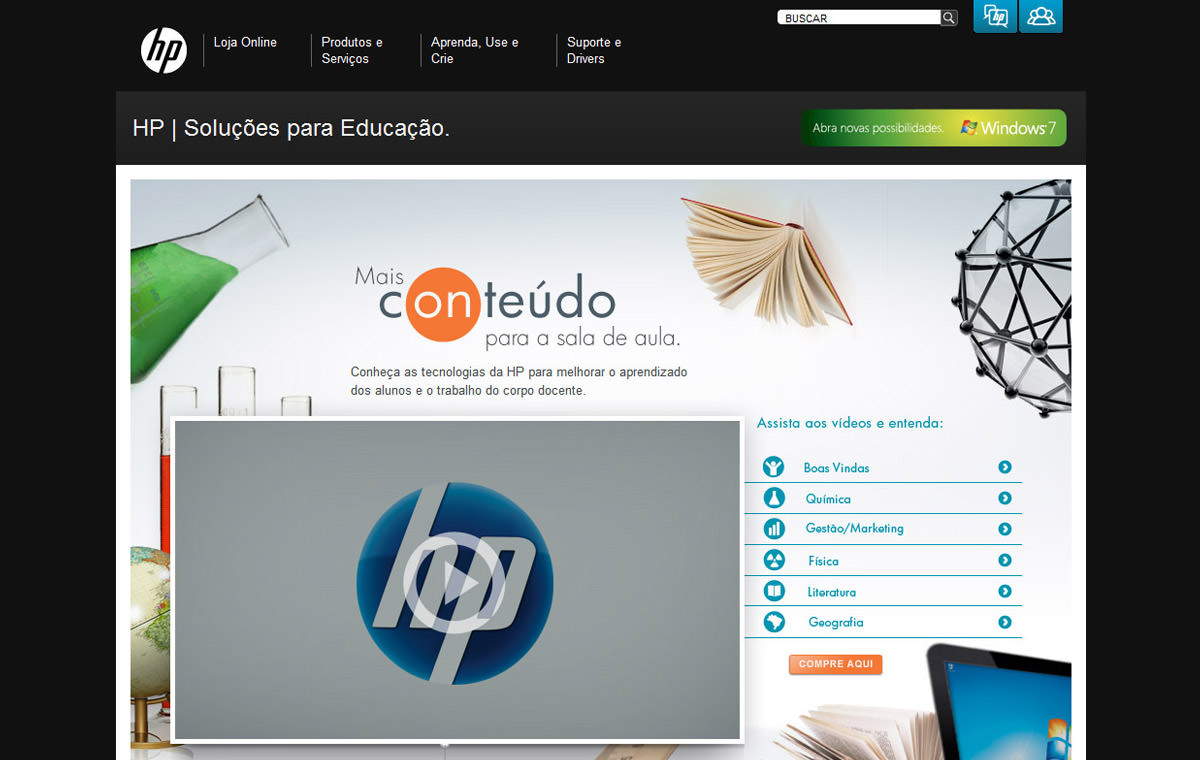 BUSCAR
hp
hp
Loja Online
Produtos e
Serviços
Aprenda, Use e
Crie
Suporte e
Drivers
HP | Soluções para Educação.
Abra novas possibilidades. Windows 7
Mais
conteúdo
para a sala de aula.
Conheça as tecnologias da HP para melhorar o aprendizado
dos alunos e o trabalho do corpo docente.
Assista aos vídeos e entenda:
Boas Vindas
Química
Gestão/Marketing
Física
Literatura
Geografia
hp
COMPRE AQUI